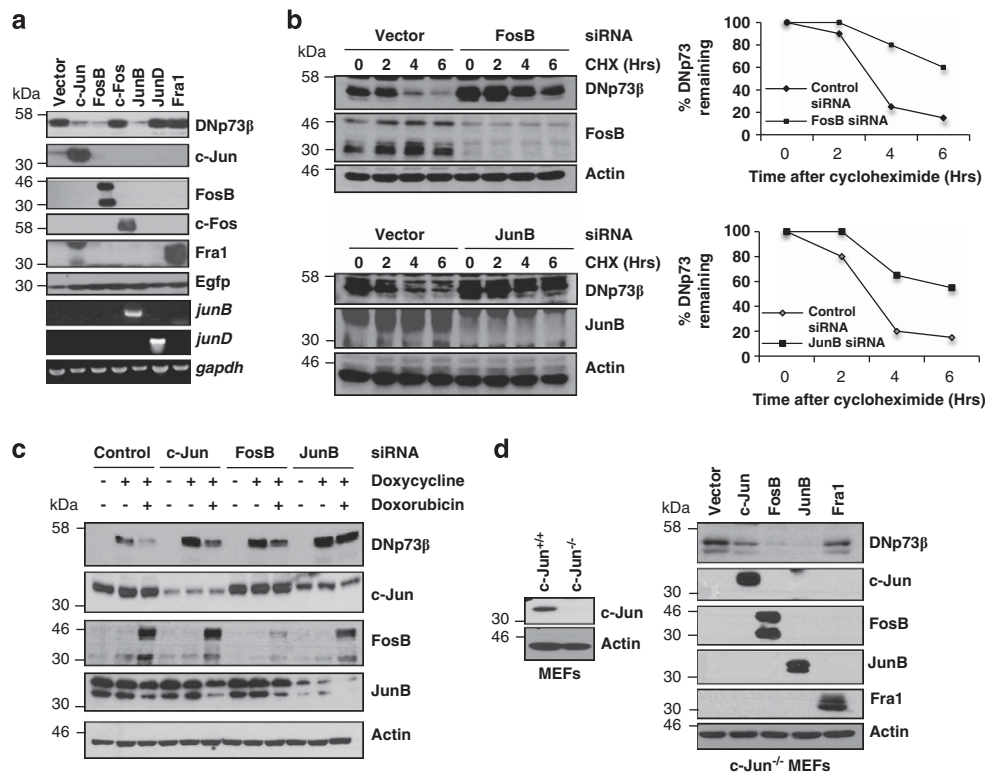 a
kDa
Vector
c-Jun
FosB
c-Fos
JunB
JunD
Fra1
58
DNp73β
30
c-Jun
46
30
FosB
58
c-Fos
30
Fra1
30
Egfp
junB
junD
gapdh
b
kDa
Vector FosB siRNA
0 2 4 6 0 2 4 6 CHX (Hrs)
58
DNp73β
46
30
FosB
46
Actin
Vector JunB siRNA
0 2 4 6 0 2 4 6 CHX (Hrs)
58
DNp73β
30
JunB
46
Actin
% DNp73
remaining
100
80
60
40
20
0
Control
siRNA
FosB siRNA
0 2 4 6
Time after cycloheximide (Hrs)
% DNp73
remaining
100
80
60
40
20
0
Control
siRNA
JunB siRNA
0 2 4 6
Time after cycloheximide (Hrs)
c
Control c-Jun FosB JunB siRNA
- + + - + + - + + - + + Doxycycline
- - + - - + - - + - - + Doxorubicin
kDa
58
DNp73β
30
c-Jun
46
30
FosB
30
JunB
46
Actin
d
c-Jun+/+
c-Jun-/-
30
c-Jun
46
Actin
MEFs
kDa
Vector
c-Jun
FosB
JunB
Fra1
58
DNp73β
30
c-Jun
46
30
FosB
30
JunB
30
Fra1
46
Actin
c-Jun-/- MEFs